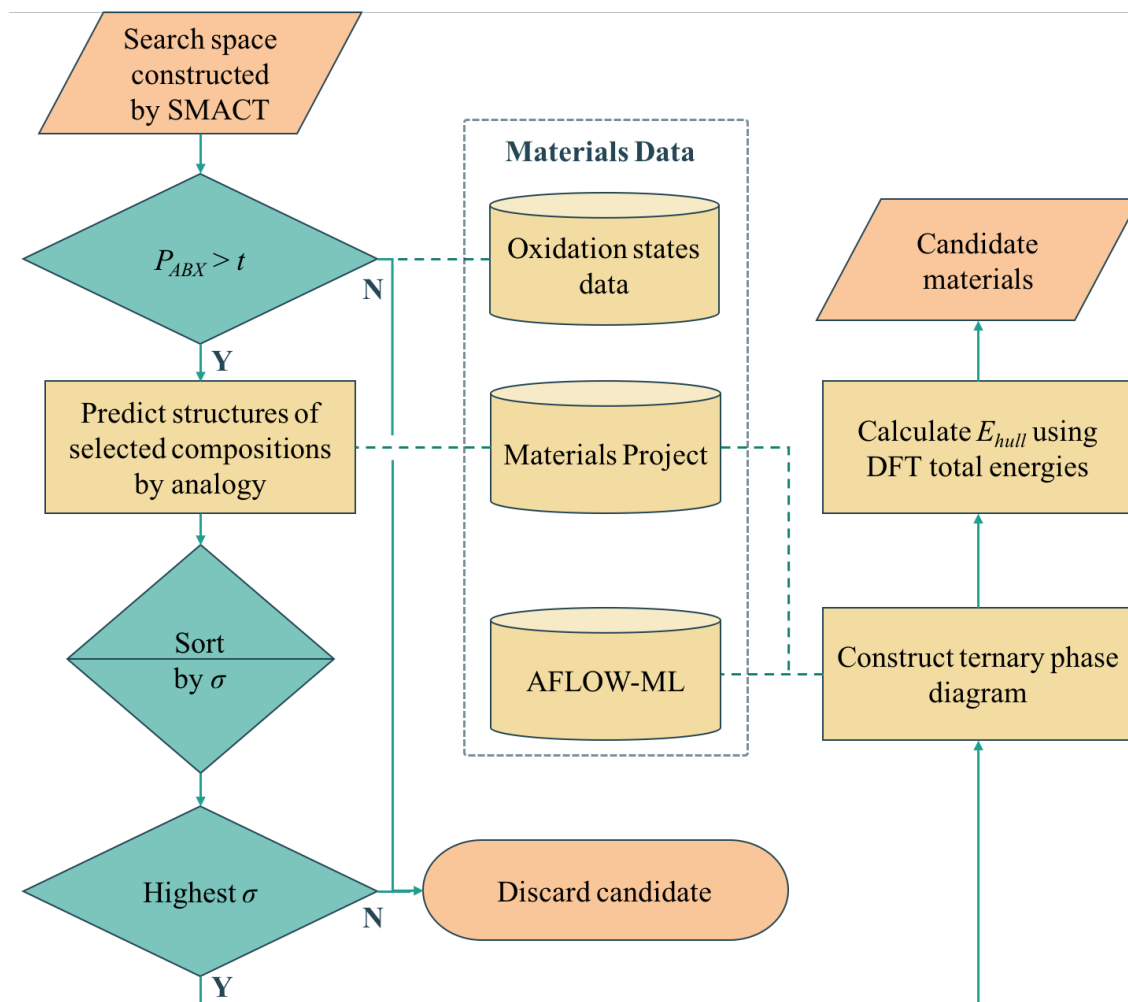 Search space
constructed
by SMACT
P_ABX > t
N
Y
Predict structures of
selected compositions
by analogy
Sort
by σ
Highest σ
N
Y
Materials Data
Oxidation states
data
Materials Project
AFLOW-ML
Discard candidate
Candidate
materials
Calculate E_hull using
DFT total energies
Construct ternary phase
diagram